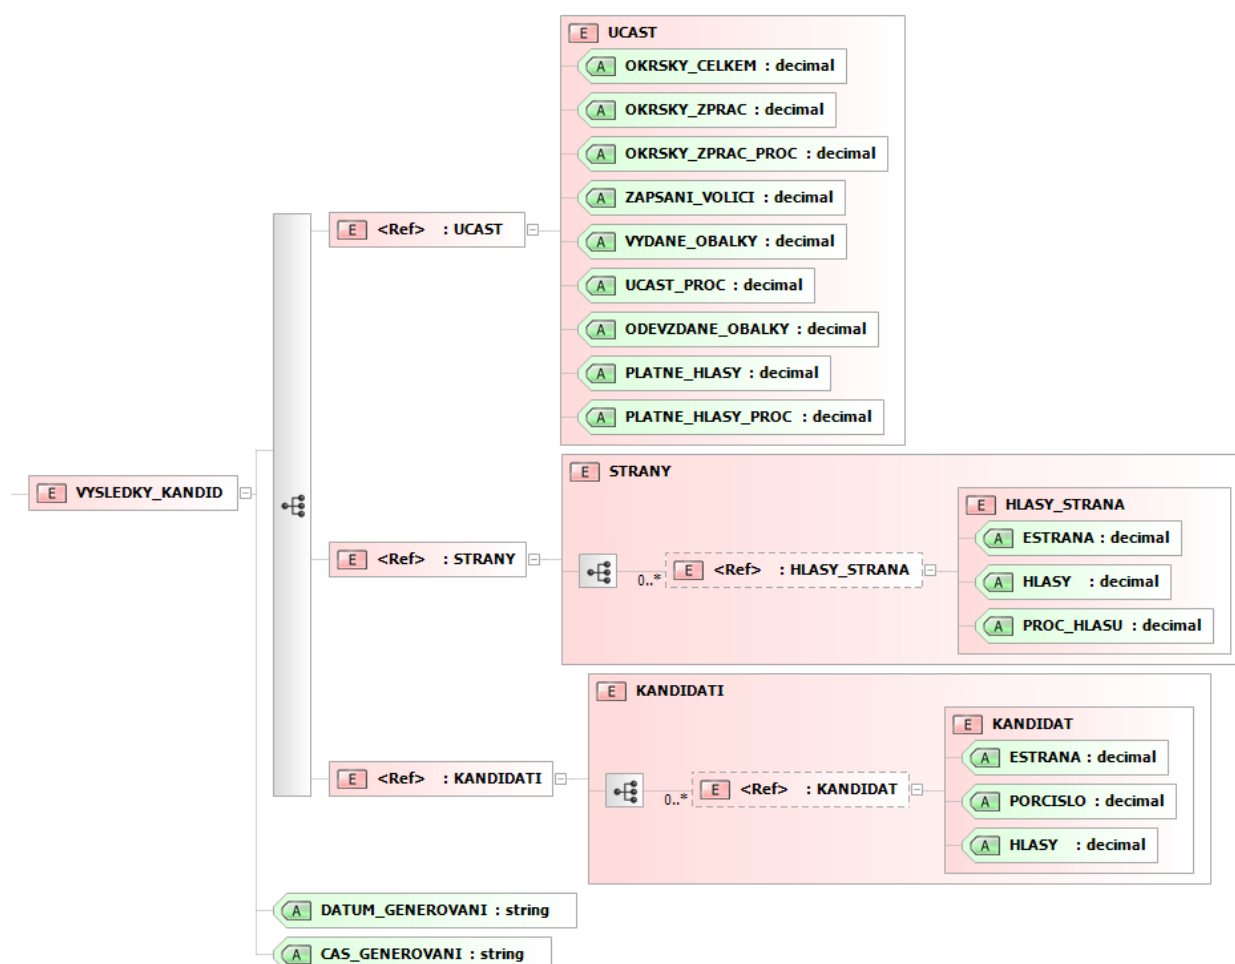 E UCAST
A OKRSKY_CELKEM : decimal
A OKRSKY_ZPRAC : decimal
A OKRSKY_ZPRAC_PROC : decimal
A ZAPSANI_VOLICI : decimal
E <Ref> : UCAST
A VYDANE_OBALKY : decimal
A UCAST_PROC : decimal
A ODEVZDANE_OBALKY : decimal
A PLATNE_HLASY : decimal
A PLATNE_HLASY_PROC : decimal
E VYSLEDKY_KANDID
E STRANY
E HLASY_STRANA
A ESTRANA : decimal
E <Ref> : STRANY
0..* E <Ref> : HLASY_STRANA
A HLASY : decimal
A PROC_HLASU : decimal
E KANDIDATI
E KANDIDAT
A ESTRANA : decimal
E <Ref> : KANDIDATI
0..* E <Ref> : KANDIDAT
A PORCISLO : decimal
A HLASY : decimal
A DATUM_GENEROVANI : string
A CAS_GENEROVANI : string